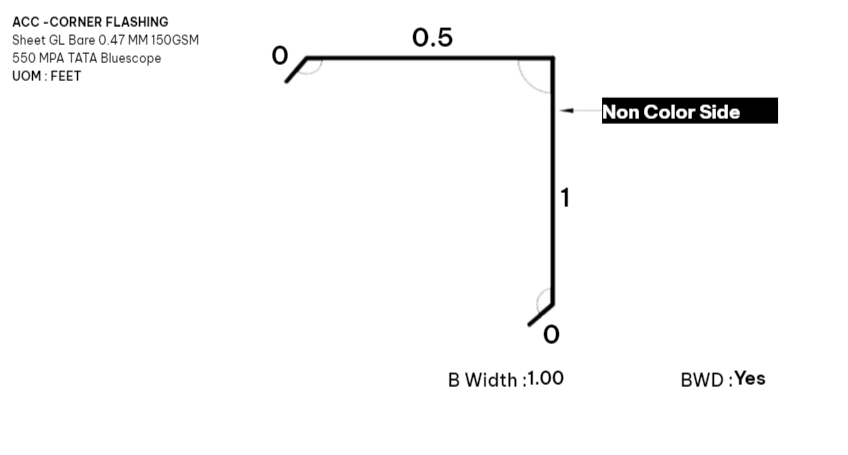 ACC -CORNER FLASHING
Sheet GL Bare 0.47 MM 150GSM
550 MPA TATA Bluescope
UOM : FEET
0
0.5
Non Color Side
1
0
B Width :1.00
BWD :Yes